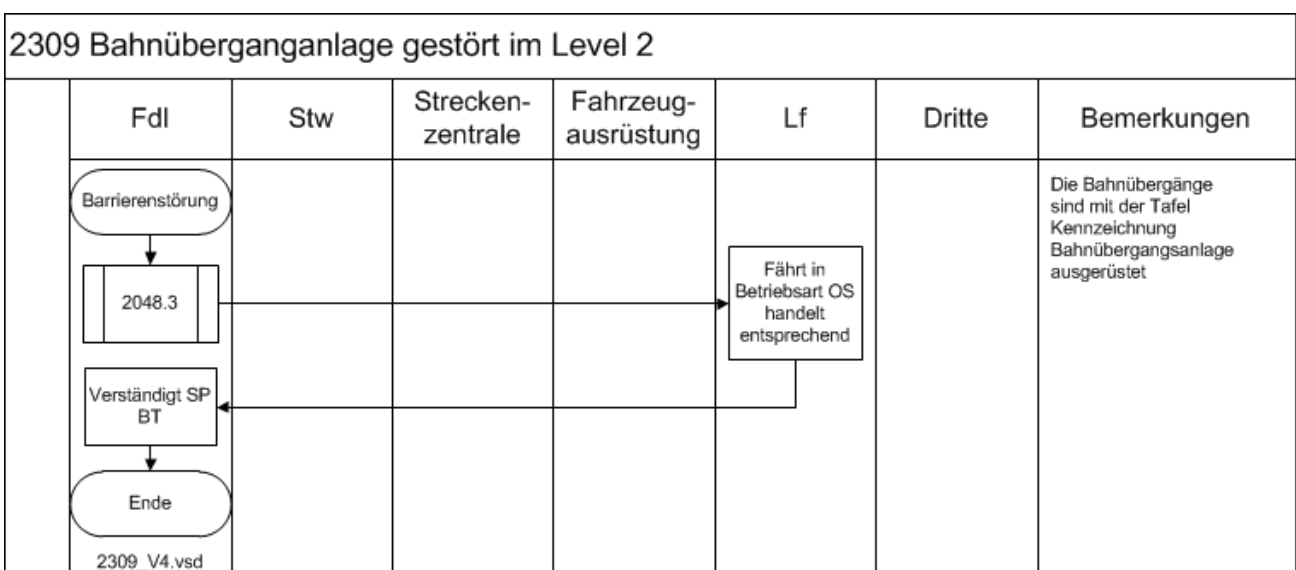 2309 Bahnüberganganlage gestört im Level 2
Fdl
Stw
Strecken-
zentrale
Fahrzeug-
ausrüstung
Lf
Dritte
Bemerkungen
Barrierenstörung
Die Bahnübergänge
sind mit der Tafel
Kennzeichnung
Bahnübergangsanlage
ausgerüstet
2048.3
Fährt in
Betriebsart OS
handelt
entsprechend
Verständigt SP
BT
Ende
2309_V4.vsd